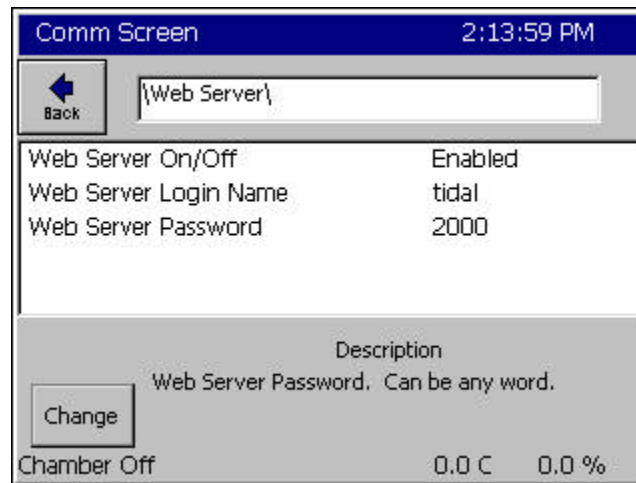 Comm Screen 2:13:59 PM
Back
\Web Server\
Web Server On/Off Enabled
Web Server Login Name tidal
Web Server Password 2000
Description
Web Server Password. Can be any word.
Change
Chamber Off 0.0 C 0.0 %